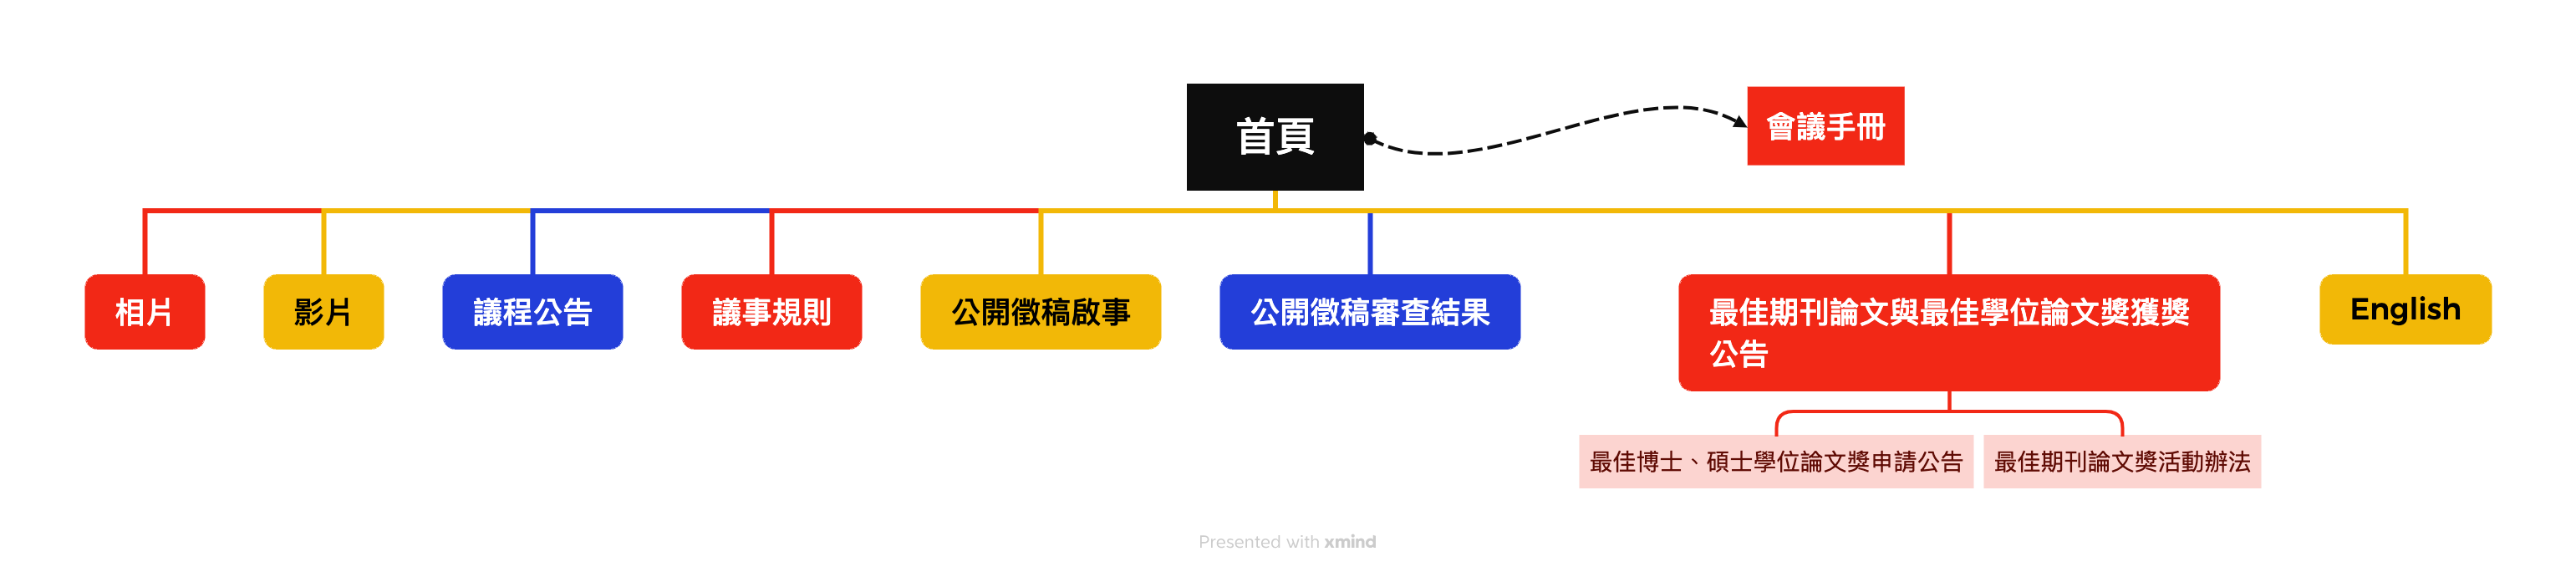 首頁
會議手冊
相片
影片
議程公告
議事規則
公開徵稿啟事
公開徵稿審查結果
最佳期刊論文與最佳學位論文獎獲獎
公告
English
最佳博士、碩士學位論文獎申請公告
最佳期刊論文獎活動辦法
Presented with xmind